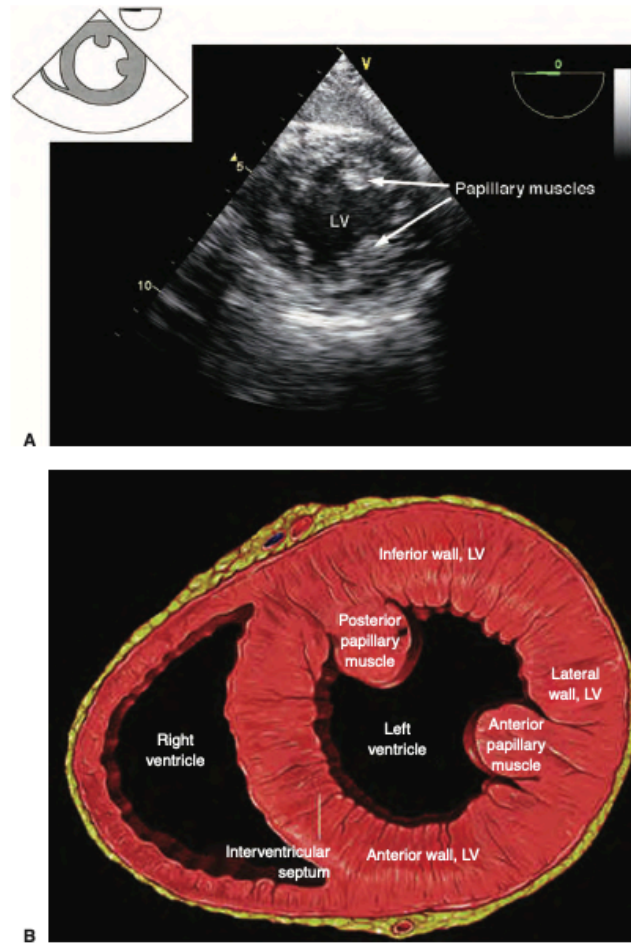 V
0
5
Papillary muscles
LV
10
A
Inferior wall, LV
Posterior
papillary
muscle
Lateral
wall, LV
Right
ventricle
Left
ventricle
Anterior
papillary
muscle
Interventricular
septum
Anterior wall, LV
B